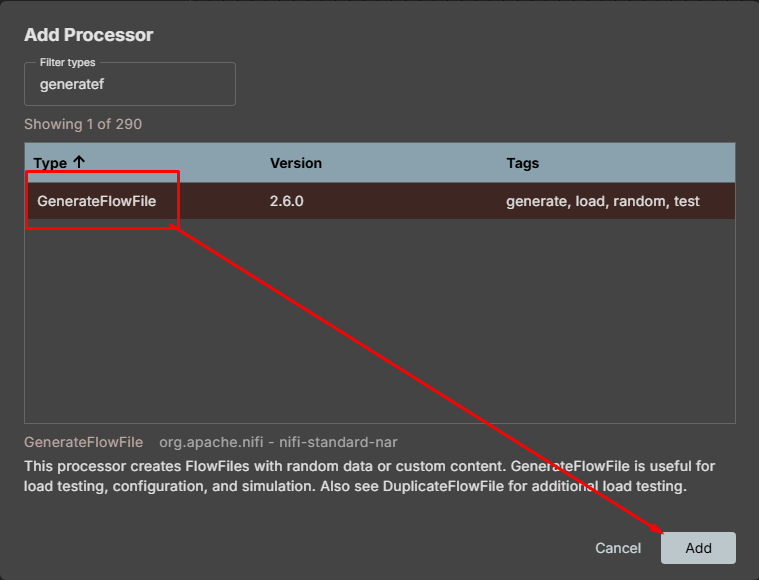 Add Processor
Filter types
generatef
Showing 1 of 290
Type ↑ Version Tags
GenerateFlowFile 2.6.0 generate, load, random, test
GenerateFlowFile org.apache.nifi - nifi-standard-nar
This processor creates FlowFiles with random data or custom content. GenerateFlowFile is useful for
load testing, configuration, and simulation. Also see DuplicateFlowFile for additional load testing.
Cancel Add